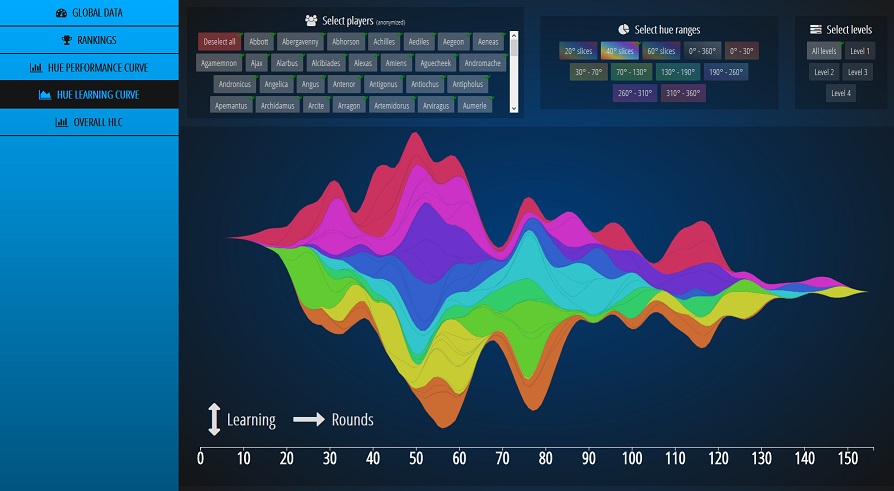 GLOBAL DATA
RANKINGS
HUE PERFORMANCE CURVE
HUE LEARNING CURVE
OVERALL HLC
Select players (anonymized)
Deselect all Abbott Abergavenny Abhorson Achilles Aediles Aegeon Aeneas
Agamemnon Ajax Alarbus Alcibiades Alexas Amiens Aguecheek Andromache
Andronicus Angelica Angus Antenor Antigonus Antiochus Antipholus
Apemantus Archidamus Arcite Arragon Artemidorus Arviragus Aumerle
Select hue ranges
20° slices 40° slices 60° slices 0° - 360° 0° - 30°
30° - 70° 70° - 130° 130° - 190° 190° - 260°
260° - 310° 310° - 360°
Select levels
All levels Level 1
Level 2 Level 3
Level 4
Learning Rounds
0 10 20 30 40 50 60 70 80 90 100 110 120 130 140 150